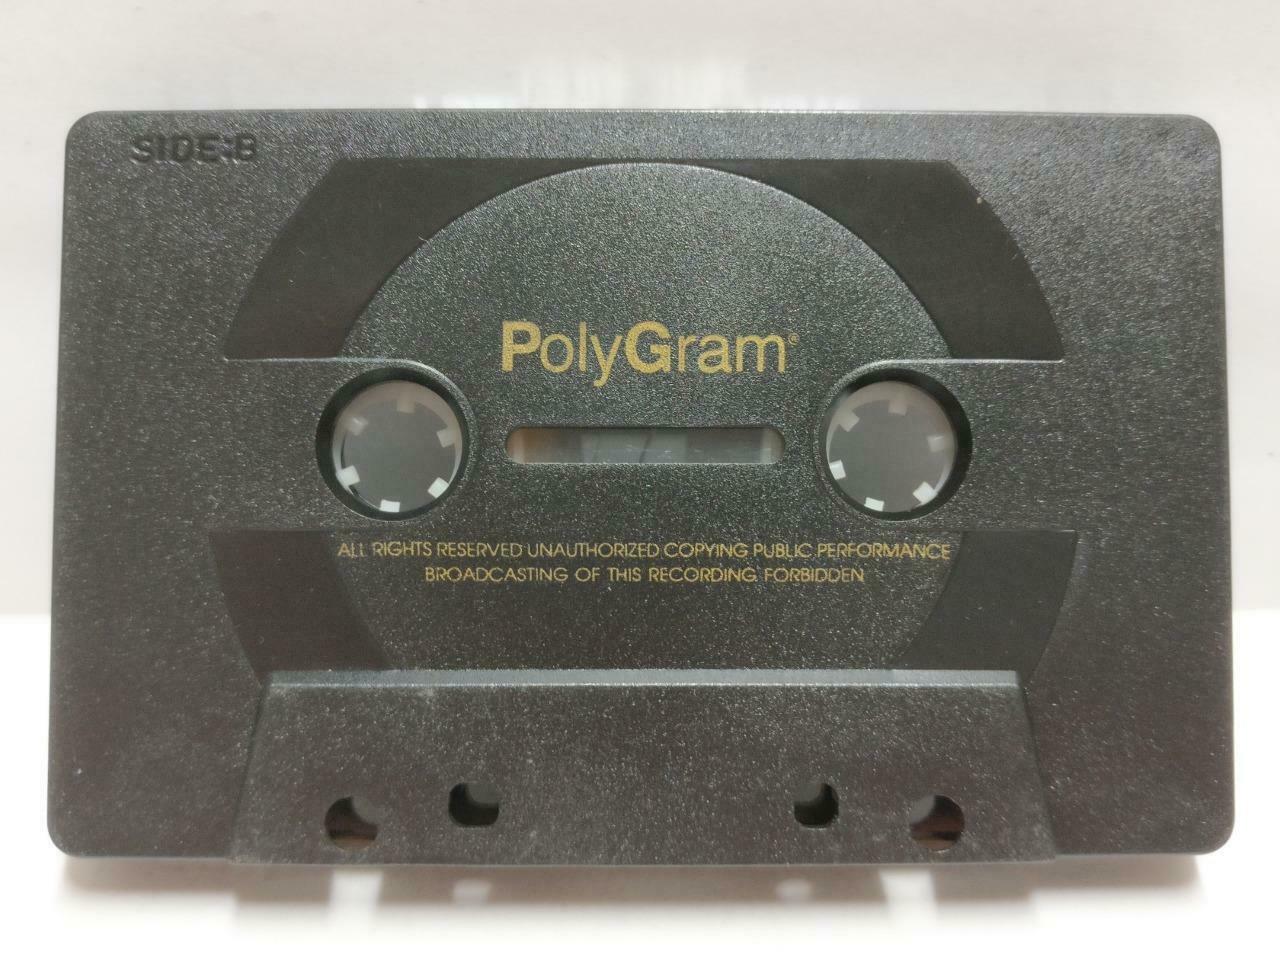 SIDE:B
PolyGram®
ALL RIGHTS RESERVED UNAUTHORIZED COPYING PUBLIC PERFORMANCE
BROADCASTING OF THIS RECORDING FORBIDDEN